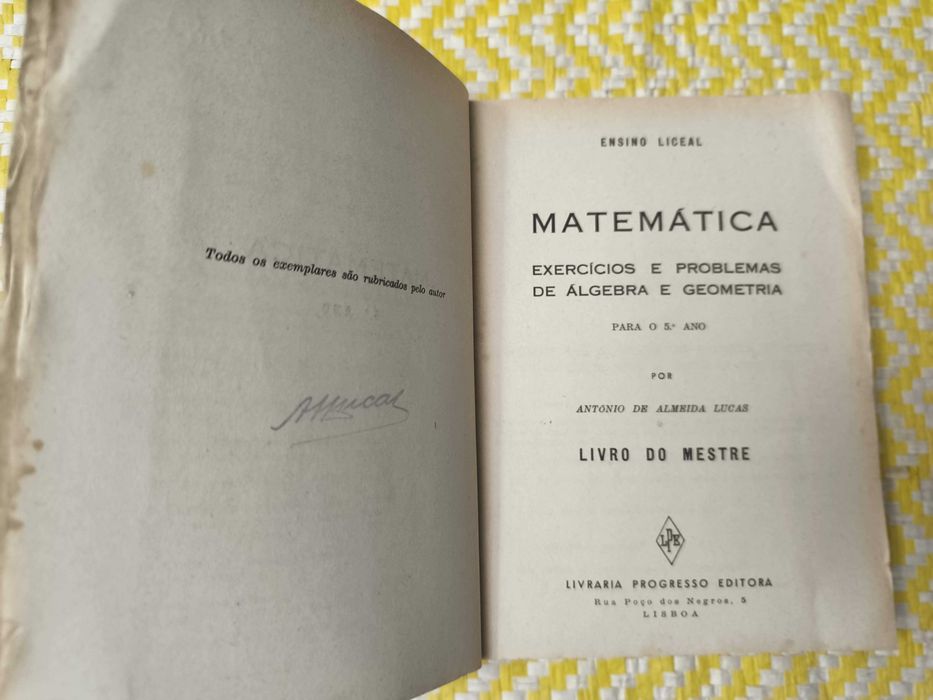 Todos os exemplares são rubricados pelo autor
ENSINO LICEAL
MATEMÁTICA
EXERCÍCIOS E PROBLEMAS
DE ÁLGEBRA E GEOMETRIA
PARA O 5.º ANO
POR
ANTÓNIO DE ALMEIDA LUCAS
LIVRO DO MESTRE
LPE
LIVRARIA PROGRESSO EDITORA
Rua Poço dos Negros, 5
LISBOA